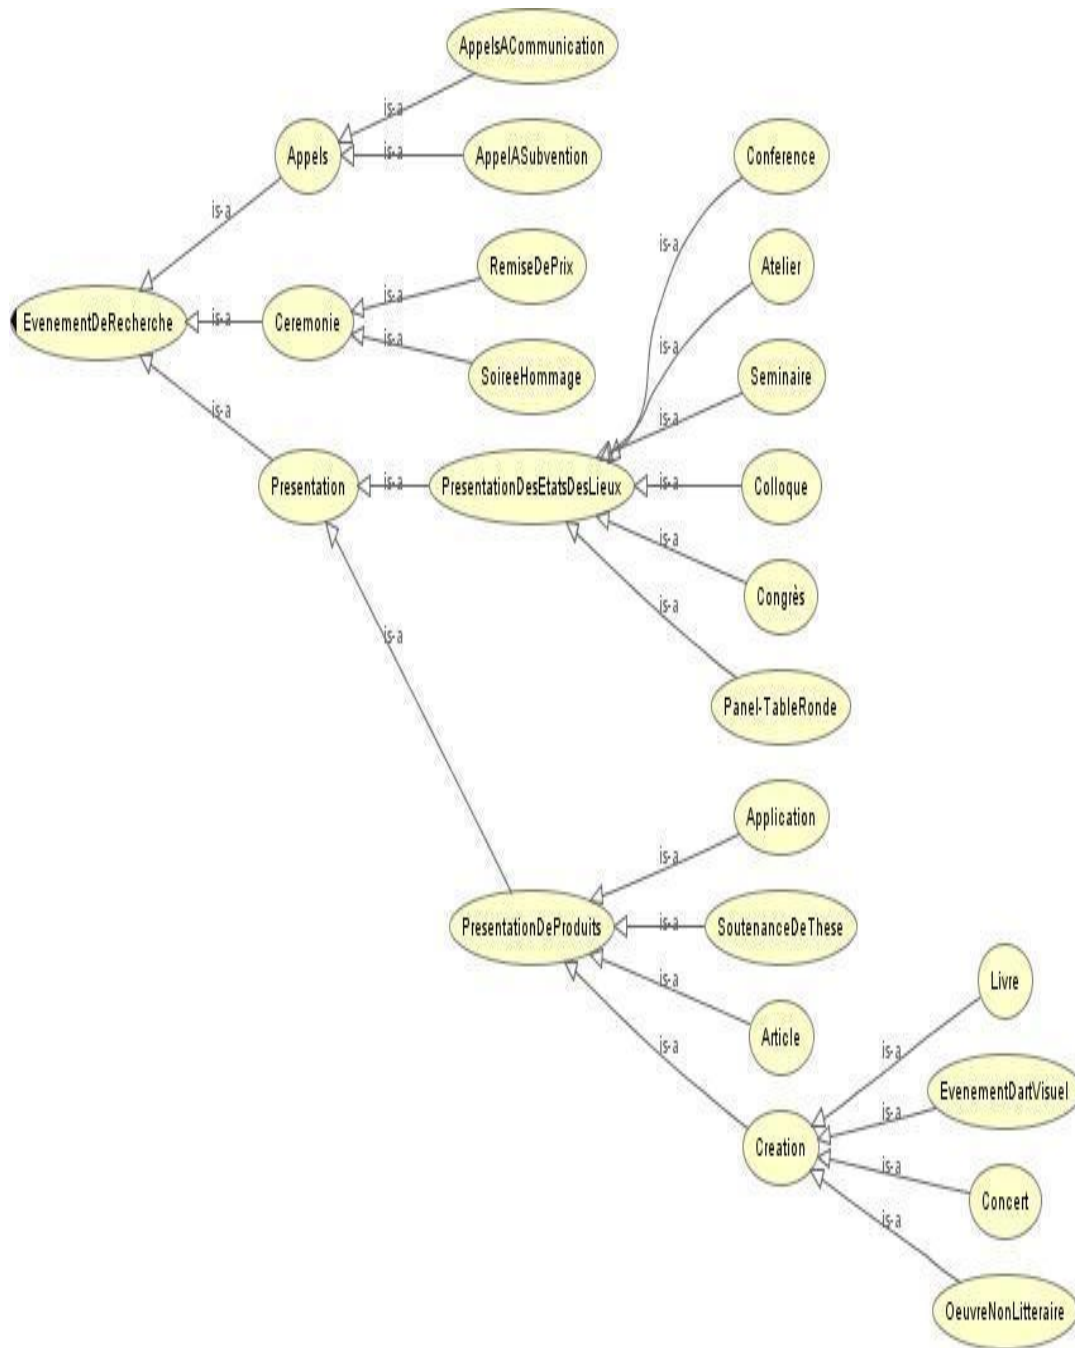 AppelsACommunication
is-a
Appels
is-a
AppelASubvention
Conference
is-a
is-a
RemiseDePrix
Atelier
is-a
EvenementDeRecherche
is-a
Ceremonie
is-a
SoireeHommage
is-a
Seminaire
is-a
is-a
Presentation
is-a
PresentationDesEtatsDesLieux
is-a
Colloque
is-a
Congrès
is-a
is-a
Panel-TableRonde
Application
is-a
PresentationDeProduits
is-a
SoutenanceDeThese
is-a
Article
is-a
Livre
is-a
EvenementDartVisuel
is-a
Creation
is-a
Concert
is-a
OeuvreNonLitteraire